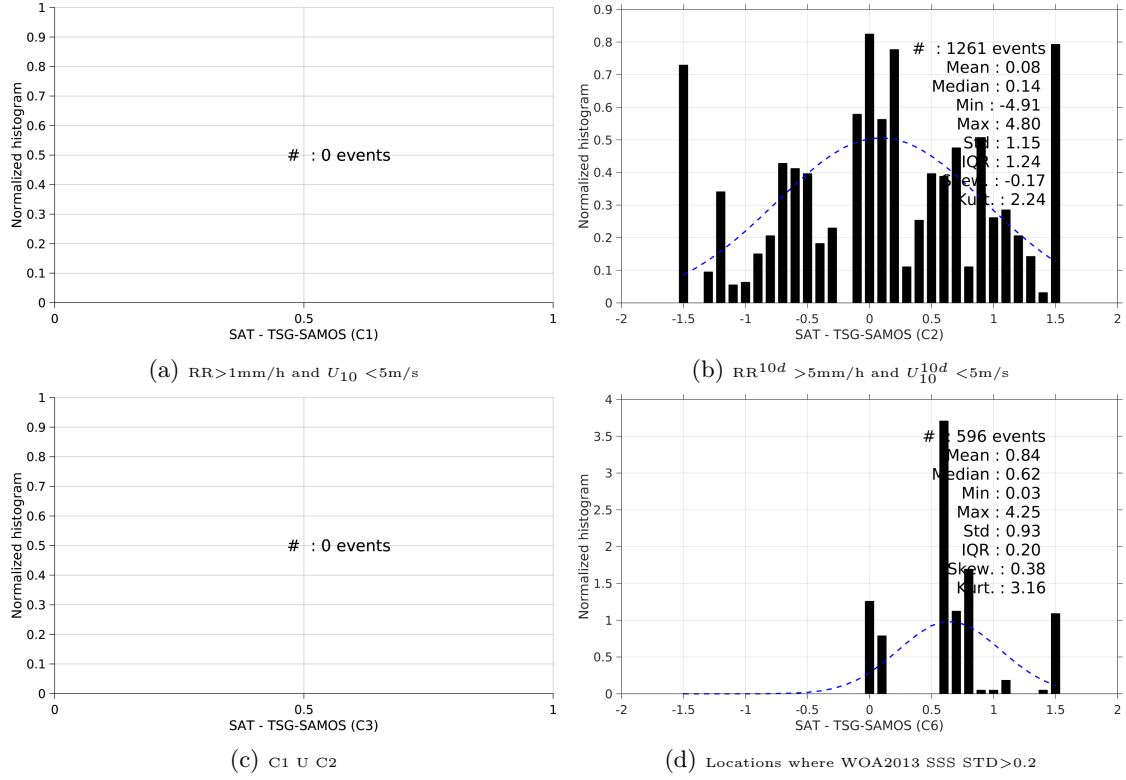 1
0.9
0.8
0.7
0.6
0.5
0.4
0.3
0.2
0.1
0
Normalized histogram
# : 0 events
0 0.5 1
SAT - TSG-SAMOS (C1)
(a) RR>1mm/h and U10 <5m/s
0.9
0.8
0.7
0.6
0.5
0.4
0.3
0.2
0.1
0
Normalized histogram
# : 1261 events
Mean : 0.08
Median : 0.14
Min : -4.91
Max : 4.80
Std : 1.15
IQR : 1.24
Skew. : -0.17
Kurt. : 2.24
-2 -1.5 -1 -0.5 0 0.5 1 1.5 2
SAT - TSG-SAMOS (C2)
(b) RR10d >5mm/h and U10d10 <5m/s
1
0.9
0.8
0.7
0.6
0.5
0.4
0.3
0.2
0.1
0
Normalized histogram
# : 0 events
0 0.5 1
SAT - TSG-SAMOS (C3)
(c) C1 U C2
4
3.5
3
2.5
2
1.5
1
0.5
0
Normalized histogram
# : 596 events
Mean : 0.84
Median : 0.62
Min : 0.03
Max : 4.25
Std : 0.93
IQR : 0.20
Skew. : 0.38
Kurt. : 3.16
-2 -1.5 -1 -0.5 0 0.5 1 1.5 2
SAT - TSG-SAMOS (C6)
(d) Locations where WOA2013 SSS STD>0.2